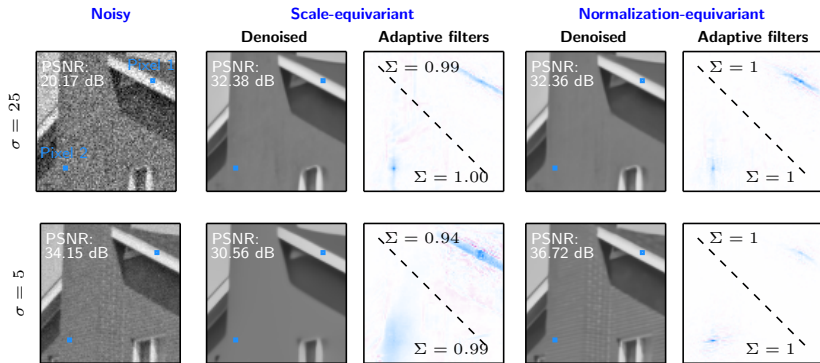 Noisy
Scale-equivariant
Normalization-equivariant
Denoised
Adaptive filters
Denoised
Adaptive filters
σ = 25
PSNR:
20.17 dB
Pixel 1
Pixel 2
PSNR:
32.38 dB
Σ = 0.99
Σ = 1.00
PSNR:
32.36 dB
Σ = 1
Σ = 1
σ = 5
PSNR:
34.15 dB
PSNR:
30.56 dB
Σ = 0.94
Σ = 0.99
PSNR:
36.72 dB
Σ = 1
Σ = 1